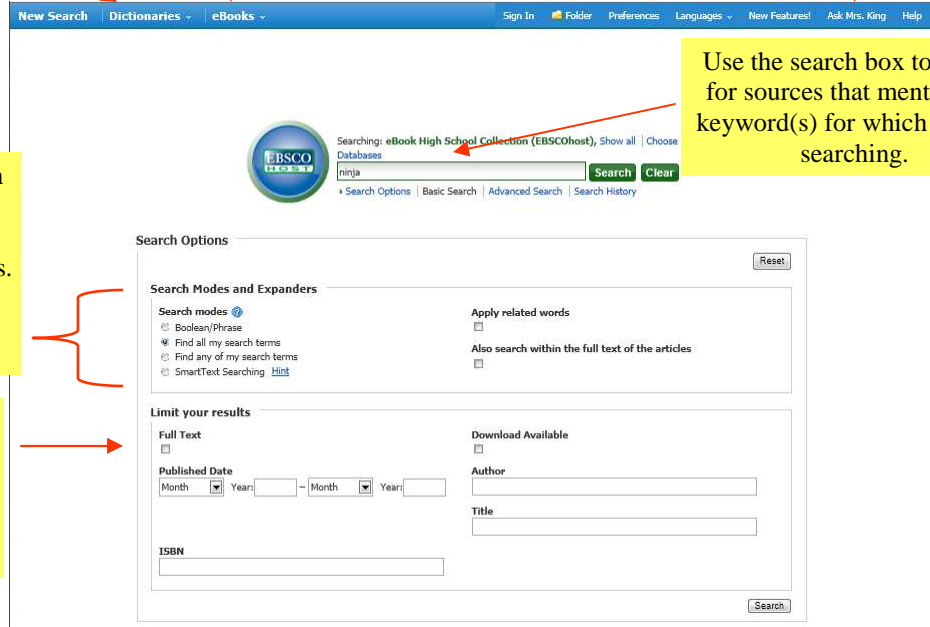 New Search Dictionaries eBooks Sign In Folder Preferences Languages New Features! Ask Mrs. King Help
Use the search box to
for sources that ment
keyword(s) for which
searching.
EBSCO
HOST
Searching: eBook High School Collection (EBSCOhost), Show all | Choose
Databases
ninja Search Clear
Search Options | Basic Search | Advanced Search | Search History
n
s.
Search Options
Reset
Search Modes and Expanders
Search modes
Boolean/Phrase
Find all my search terms
Find any of my search terms
SmartText Searching Hint
Apply related words
Also search within the full text of the articles
Limit your results
Full Text
Download Available
Published Date
Month Year: – Month Year:
Author
Title
ISBN
Search